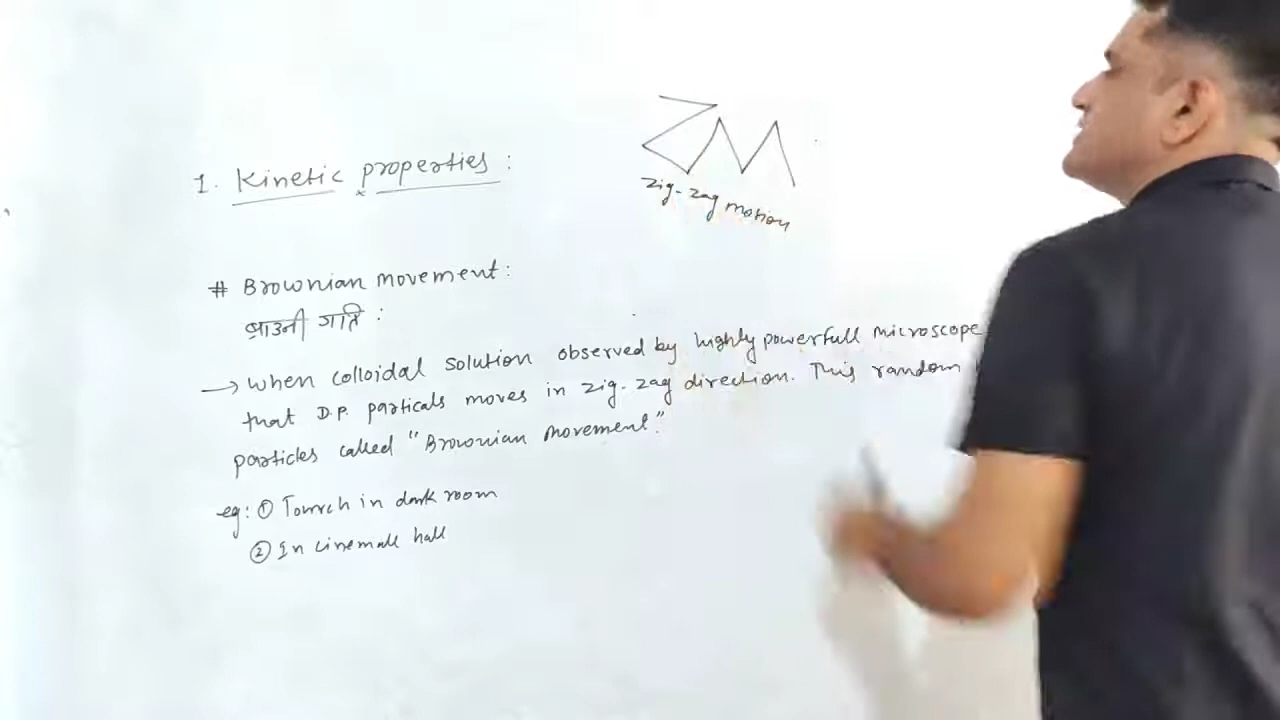 zig-zag motion
1. Kinetic properties :
# Brownian movement :
ब्राउनी गति :
→ When colloidal solution observed by highly powerfull microscope
that D.P. particals moves in zig-zag direction. This random
particles called "Brownian movement."
eg: ① Tourch in dark room
② In cinemall hall